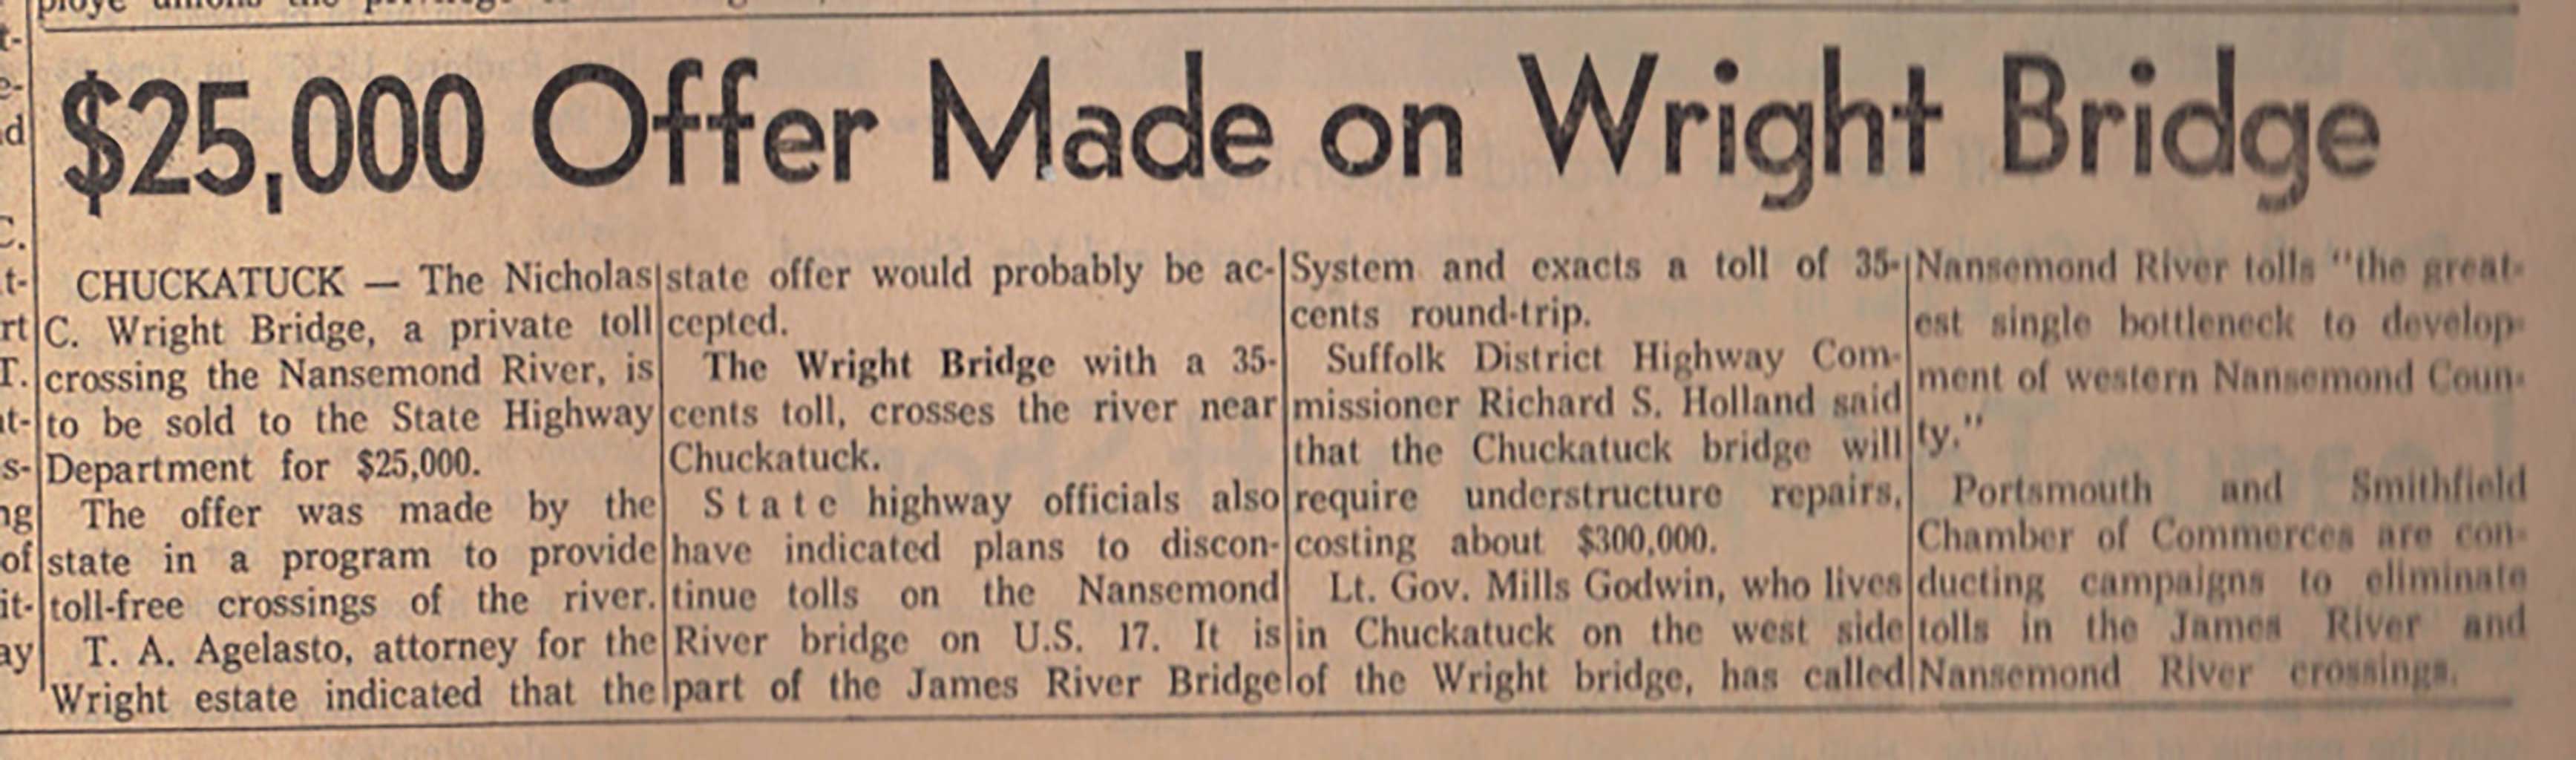 $25,000 Offer Made on Wright Bridge
CHUCKATUCK — The Nicholas
C. Wright Bridge, a private toll
crossing the Nansemond River, is
to be sold to the State Highway
Department for $25,000.
The offer was made by the
state in a program to provide
toll-free crossings of the river.
T. A. Agelasto, attorney for the
Wright estate indicated that the
state offer would probably be ac-
cepted.
The Wright Bridge with a 35-
cents toll, crosses the river near
Chuckatuck.
State highway officials also
have indicated plans to discon-
tinue tolls on the Nansemond
River bridge on U.S. 17. It is
part of the James River Bridge
System and exacts a toll of 35-
cents round-trip.
Suffolk District Highway Com-
missioner Richard S. Holland said
that the Chuckatuck bridge will
require understructure repairs,
costing about $300,000.
Lt. Gov. Mills Godwin, who lives
in Chuckatuck on the west side
of the Wright bridge, has called
Nansemond River tolls "the great-
est single bottleneck to develop-
ment of western Nansemond Coun-
ty."
Portsmouth and Smithfield
Chamber of Commerces are con-
ducting campaigns to eliminate
tolls in the James River and
Nansemond River crossings.